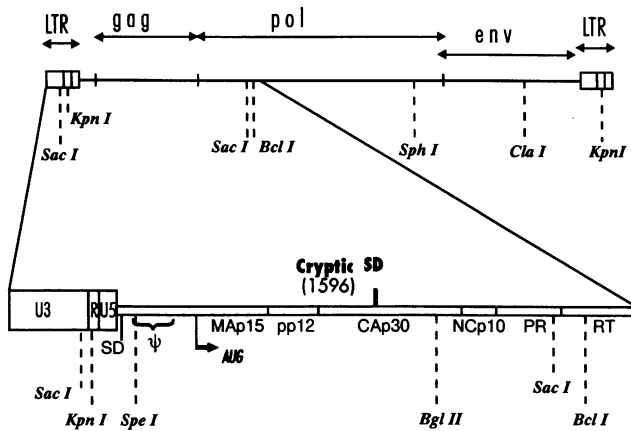 LTR gag pol env LTR
Kpn I
Sac I Sac I Bcl I Sph I Cla I KpnI
Cryptic SD
(1596)
U3 R U5
SD ψ AUG MAp15 pp12 CAp30 NCp10 PR RT
Sac I Sac I
Kpn I Spe I Bgl II Bcl I